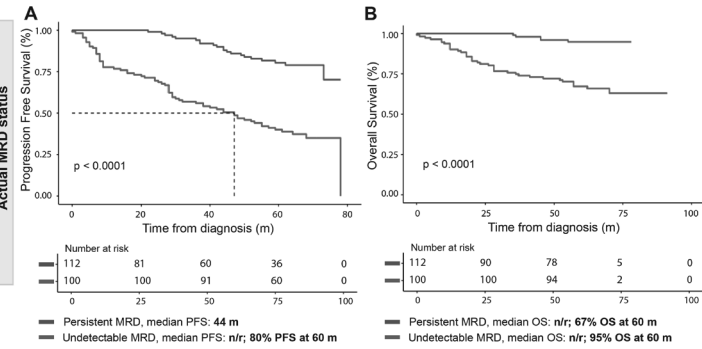 Actual MRD status
A
Progression Free Survival (%)
1.00
0.75
0.50
0.25
0.00
p < 0.0001
0 20 40 60 80
Time from diagnosis (m)
Number at risk
112 81 60 36 0
100 100 91 60 0
0 25 50 75 100
Persistent MRD, median PFS: 44 m
Undetectable MRD, median PFS: n/r; 80% PFS at 60 m
B
Overall Survival (%)
1.00
0.75
0.50
0.25
0.00
p < 0.0001
0 25 50 75 100
Time from diagnosis (m)
Number at risk
112 90 78 5 0
100 100 94 2 0
0 25 50 75 100
Persistent MRD, median OS: n/r; 67% OS at 60 m
Undetectable MRD, median OS: n/r; 95% OS at 60 m